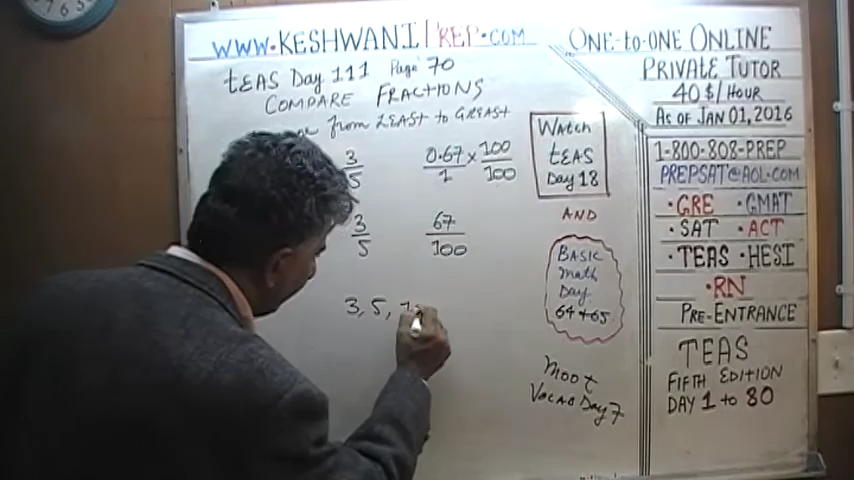 WWW.KESHWANI PREP.COM
tEAS Day 111 Page 70
COMPARE FRACTIONS
from LEAST to GREAST
3/5 0.67/1 × 100/100
3/5 67/100
3, 5,
Watch
tEAS
Day 18
AND
BASIC
math
Day
64+65
moot
Vocab Day 7
ONE-to-ONE ONLINE
PRIVATE TUTOR
40$/HOUR
AS OF JAN 01, 2016
1-800-808-PREP
PREPSAT@AOL.COM
•GRE •GMAT
•SAT •ACT
•TEAS •HESI
•RN
PRE-ENTRANCE
TEAS
FIFTH EDITION
DAY 1 to 80